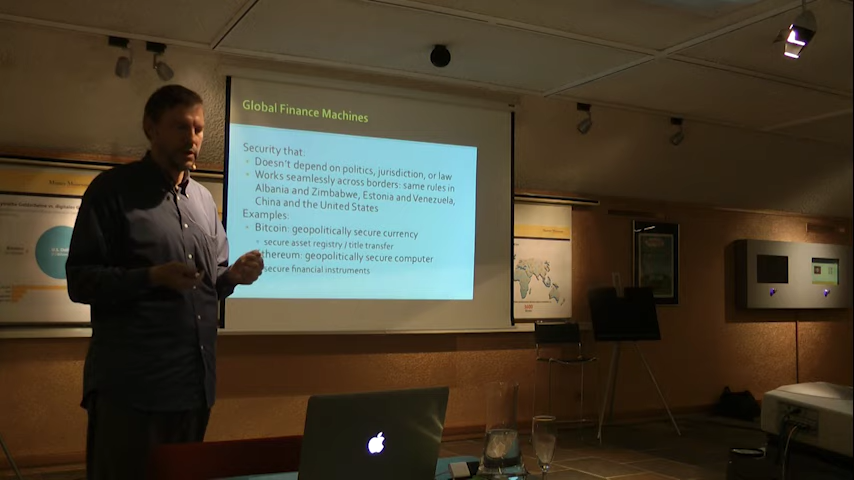 Global Finance Machines
Security that:
Doesn't depend on politics, jurisdiction, or law
Works seamlessly across borders: same rules in
Albania and Zimbabwe, Estonia and Venezuela,
China and the United States
Examples:
Bitcoin: geopolitically secure currency
secure asset registry / title transfer
thereum: geopolitically secure computer
secure financial instruments